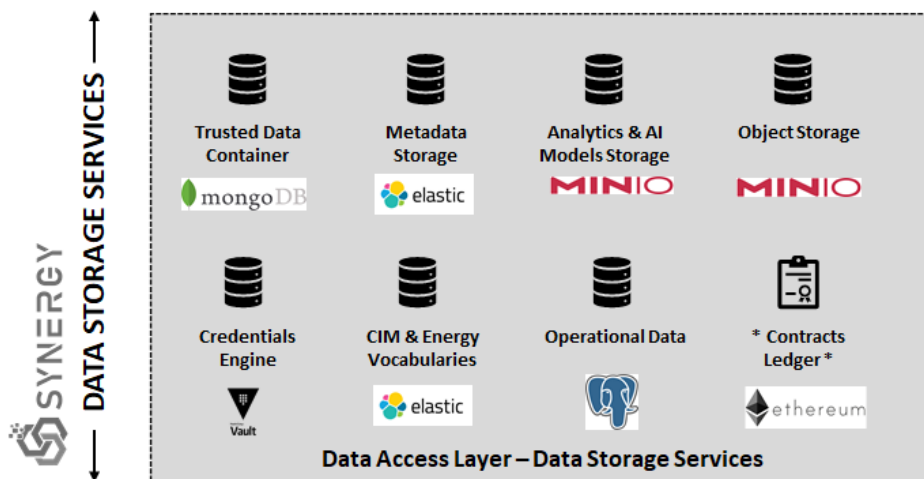 SYNERGY
DATA STORAGE SERVICES
Trusted Data
Container
mongoDB
Metadata
Storage
elastic
Analytics & AI
Models Storage
MINIO
Object Storage
MINIO
Credentials
Engine
Vault
CIM & Energy
Vocabularies
elastic
Operational Data
* Contracts
Ledger *
ethereum
Data Access Layer – Data Storage Services